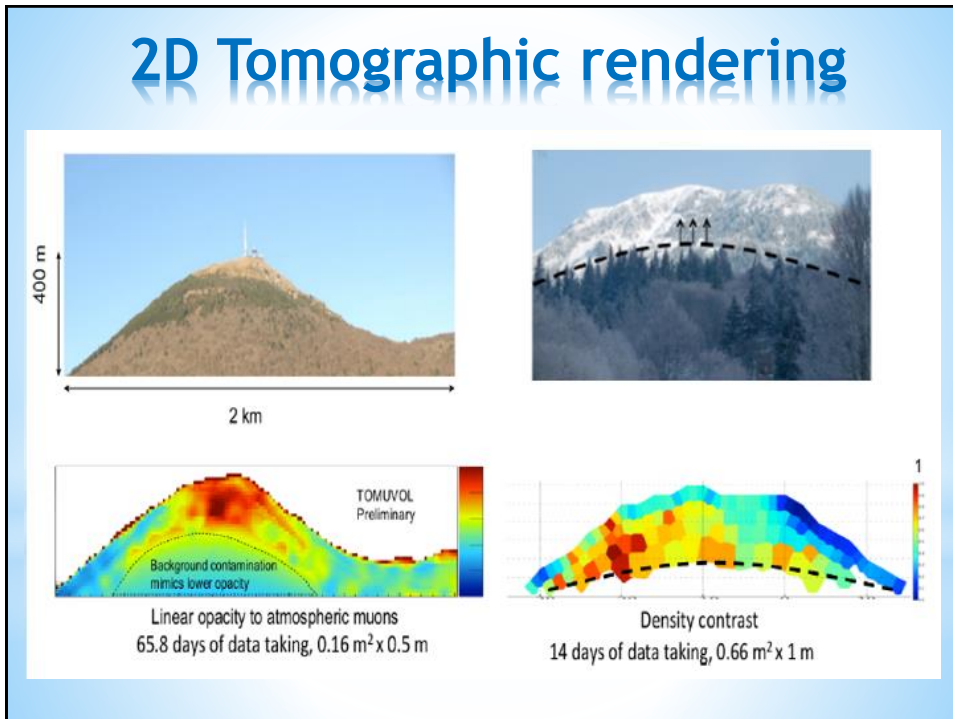 2D Tomographic rendering
400 m
2 km
TOMUVOL
Preliminary
Background contamination
mimics lower opacity
1
Linear opacity to atmospheric muons
65.8 days of data taking, 0.16 m² x 0.5 m
Density contrast
14 days of data taking, 0.66 m² x 1 m